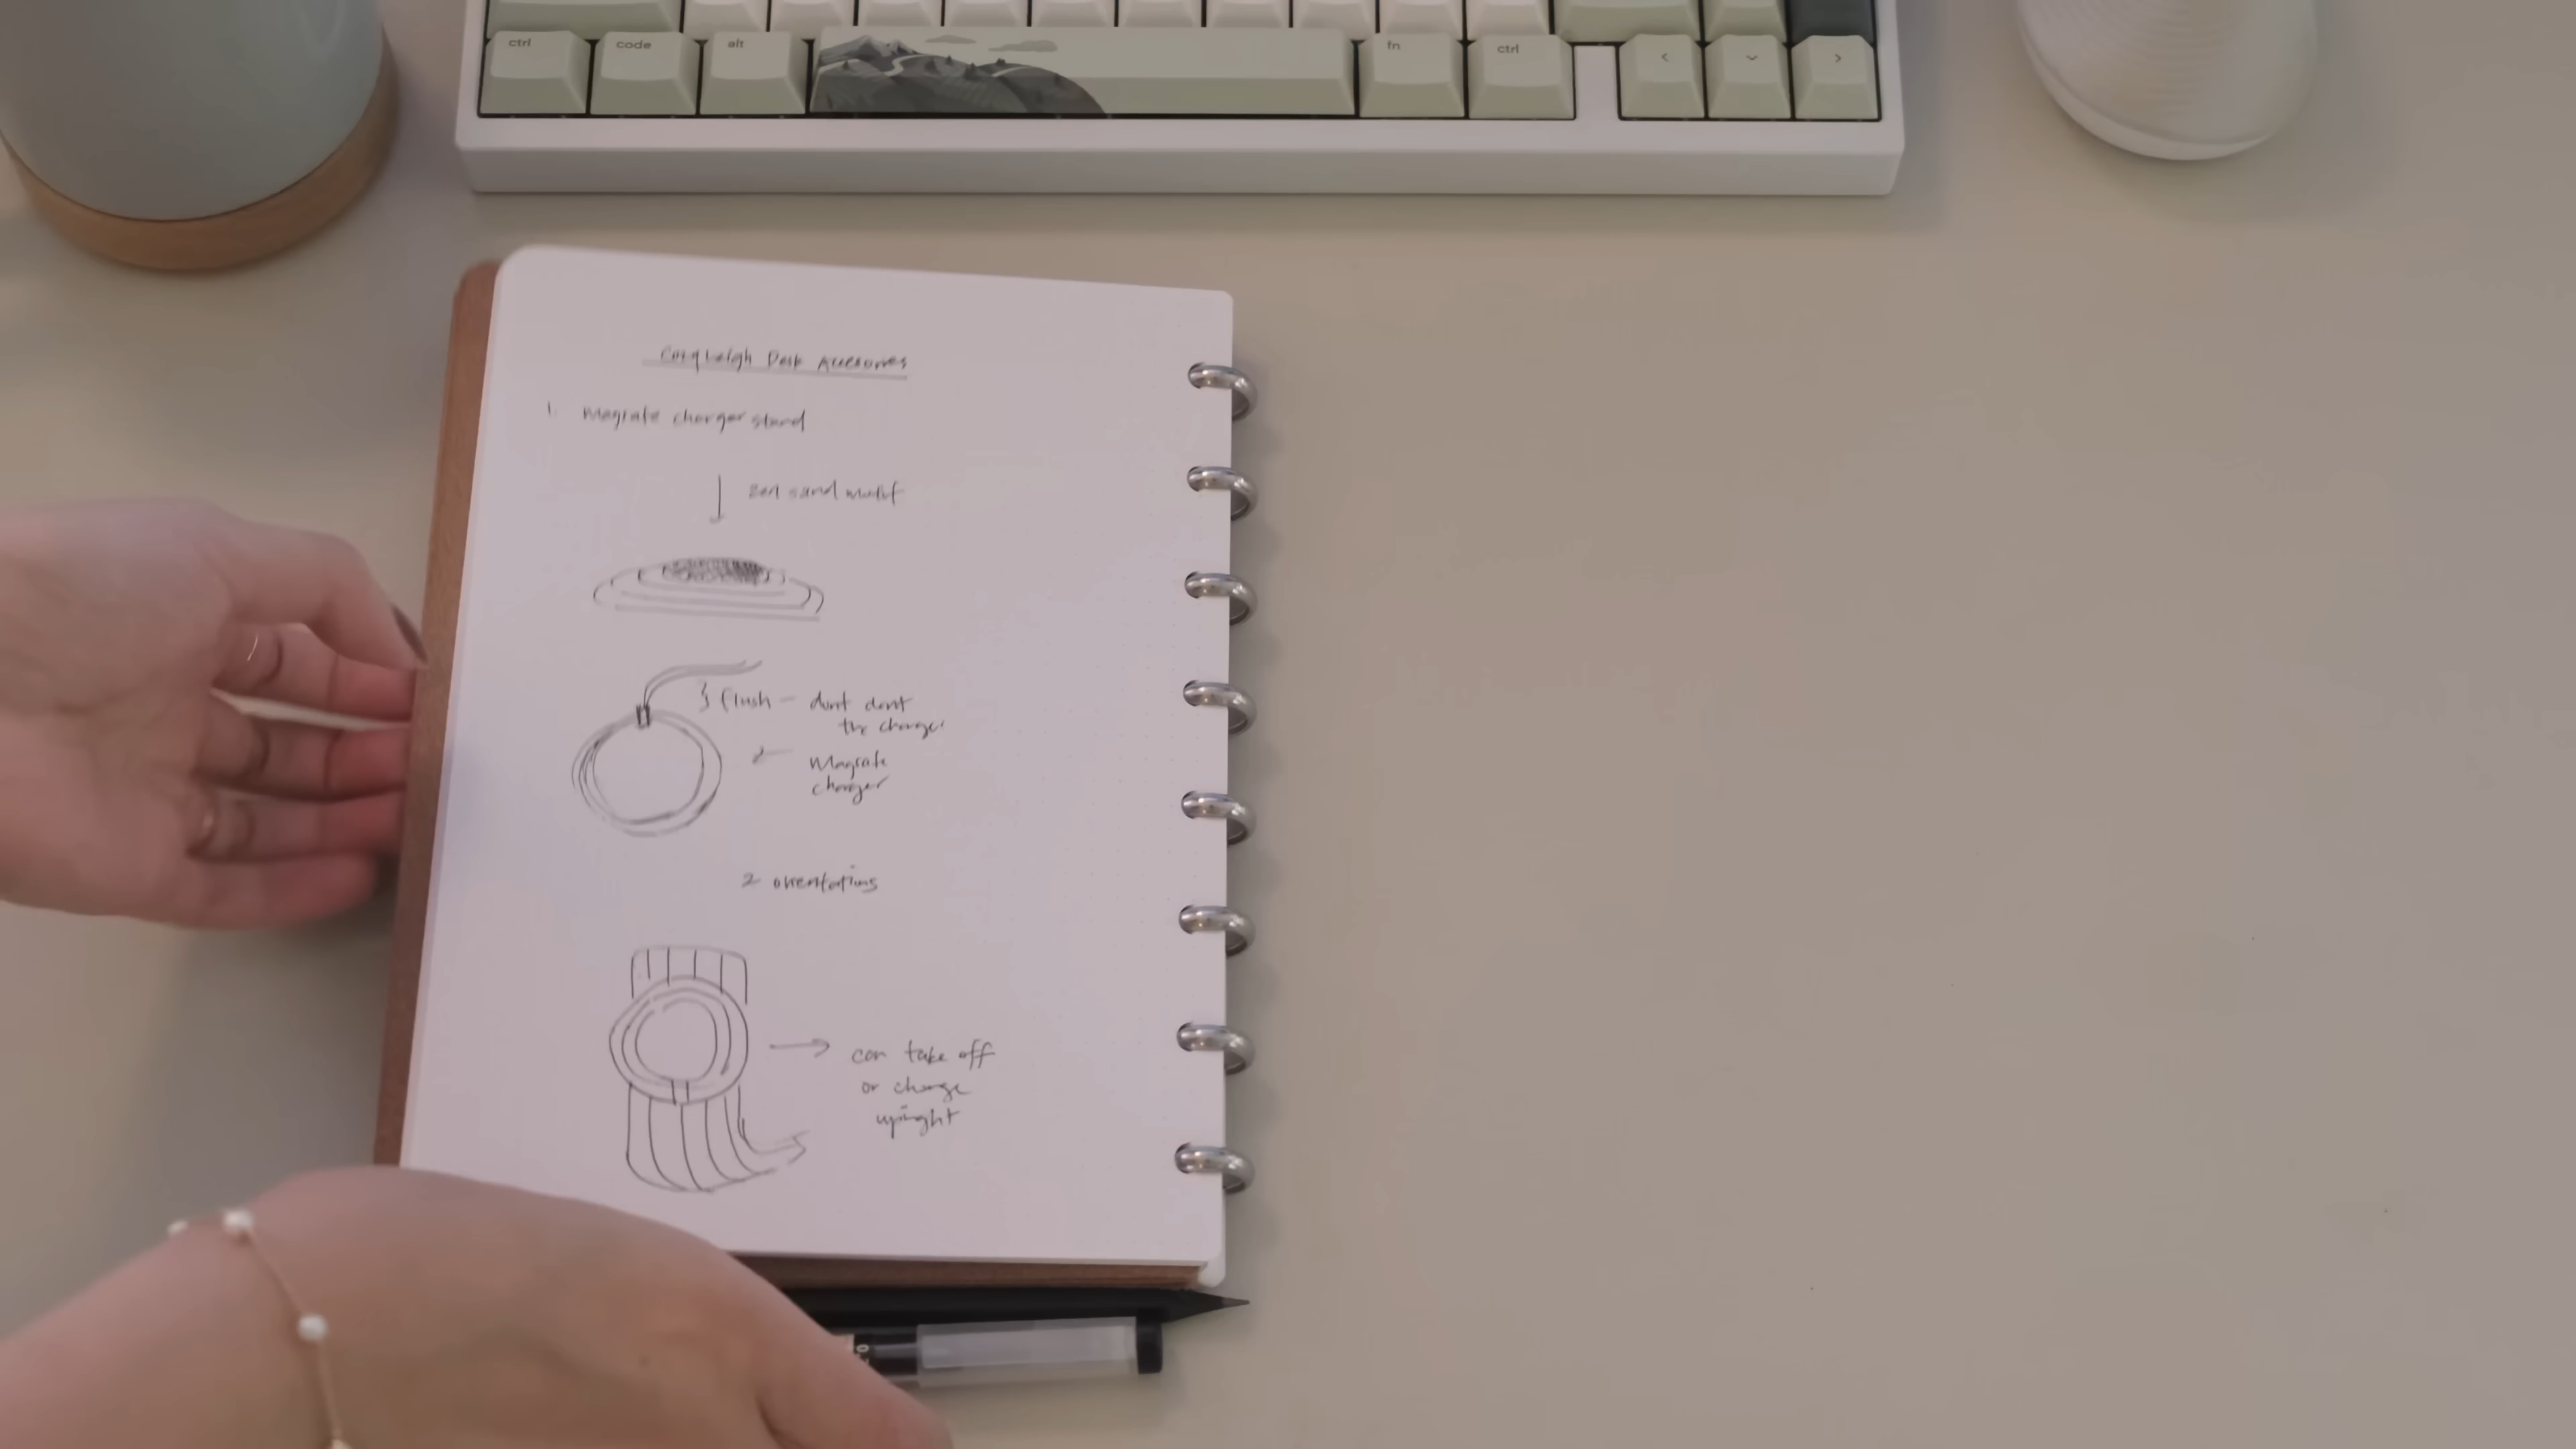 ctrl code alt fn ctrl < ⌄ >
Desk Accessories
1. magsafe charger stand
zen sand motif
} flush - dont dont
the charger
← Magsafe
charger
2 orientations
→ can take off
or charge
upright